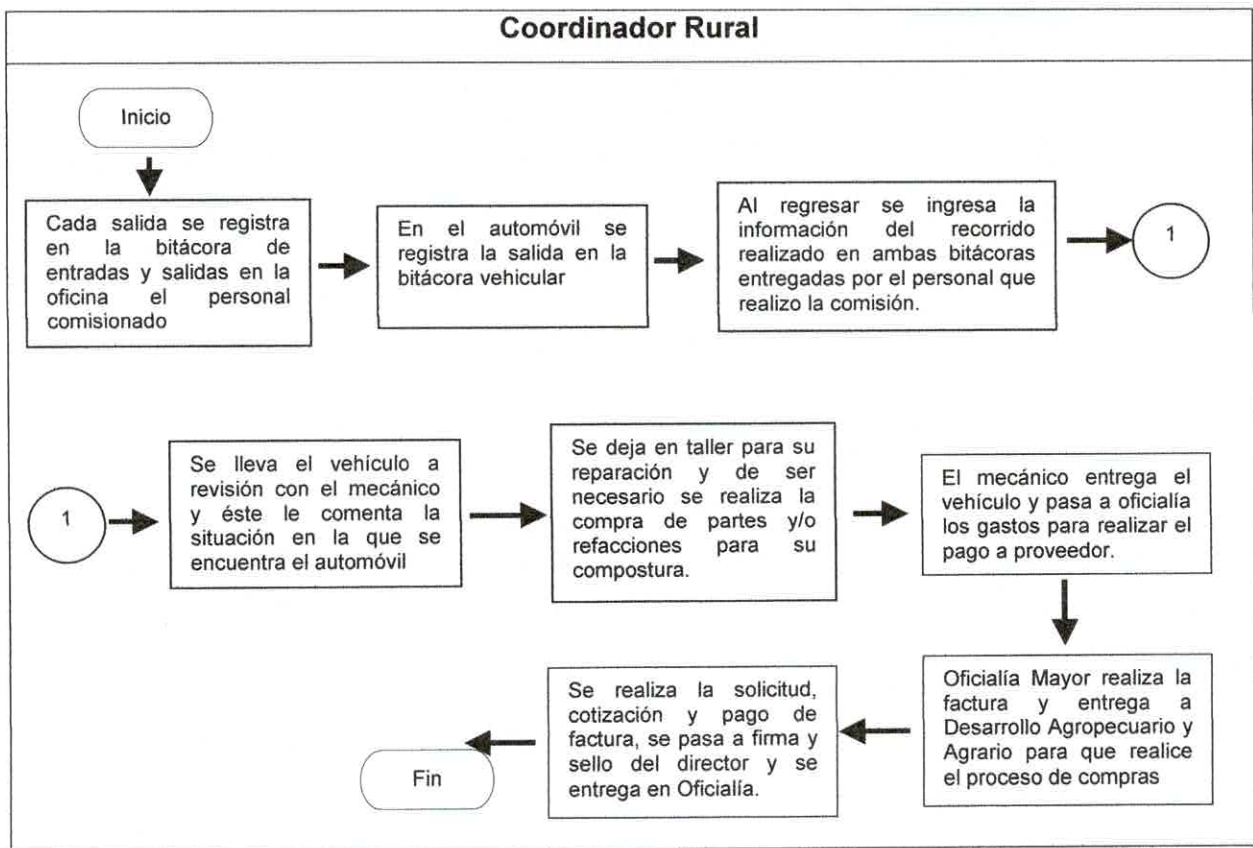 Coordinador Rural
Inicio
Cada salida se registra
en la bitácora de
entradas y salidas en la
oficina el personal
comisionado
En el automóvil se
registra la salida en la
bitácora vehicular
Al regresar se ingresa la
información del recorrido
realizado en ambas bitácoras
entregadas por el personal que
realizo la comisión.
1
1
Se lleva el vehículo a
revisión con el mecánico
y éste le comenta la
situación en la que se
encuentra el automóvil
Se deja en taller para su
reparación y de ser
necesario se realiza la
compra de partes y/o
refacciones para su
compostura.
El mecánico entrega el
vehículo y pasa a oficialía
los gastos para realizar el
pago a proveedor.
Oficialía Mayor realiza la
factura y entrega a
Desarrollo Agropecuario y
Agrario para que realice
el proceso de compras
Se realiza la solicitud,
cotización y pago de
factura, se pasa a firma y
sello del director y se
entrega en Oficialía.
Fin